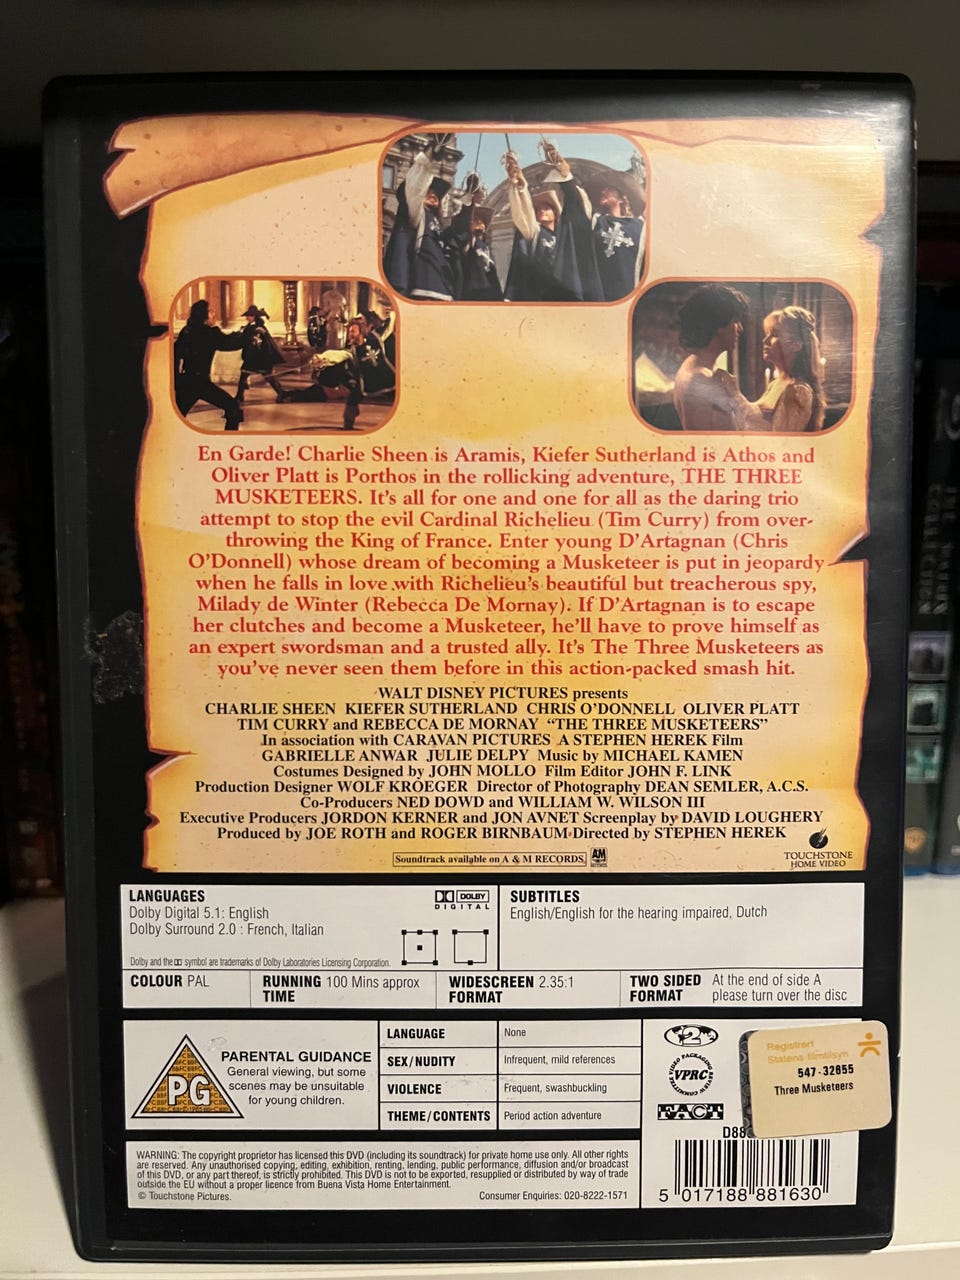 En Garde! Charlie Sheen is Aramis, Kiefer Sutherland is Athos and
Oliver Platt is Porthos in the rollicking adventure, THE THREE
MUSKETEERS. It's all for one and one for all as the daring trio
attempt to stop the evil Cardinal Richelieu (Tim Curry) from over-
throwing the King of France. Enter young D'Artagnan (Chris
O'Donnell) whose dream of becoming a Musketeer is put in jeopardy
when he falls in love with Richelieu's beautiful but treacherous spy,
Milady de Winter (Rebecca De Mornay). If D'Artagnan is to escape
her clutches and become a Musketeer, he'll have to prove himself as
an expert swordsman and a trusted ally. It's The Three Musketeers as
you've never seen them before in this action-packed smash hit.
WALT DISNEY PICTURES presents
CHARLIE SHEEN KIEFER SUTHERLAND CHRIS O'DONNELL OLIVER PLATT
TIM CURRY and REBECCA DE MORNAY "THE THREE MUSKETEERS"
In association with CARAVAN PICTURES A STEPHEN HEREK Film
GABRIELLE ANWAR JULIE DELPY Music by MICHAEL KAMEN
Costumes Designed by JOHN MOLLO Film Editor JOHN F. LINK
Production Designer WOLF KROEGER Director of Photography DEAN SEMLER, A.C.S.
Co-Producers NED DOWD and WILLIAM W. WILSON III
Executive Producers JORDON KERNER and JON AVNET Screenplay by DAVID LOUGHERY
Produced by JOE ROTH and ROGER BIRNBAUM Directed by STEPHEN HEREK
Soundtrack available on A & M RECORDS.
AM
RECORDS
TOUCHSTONE
HOME VIDEO
LANGUAGES
Dolby Digital 5.1: English
Dolby Surround 2.0 : French, Italian
DOLBY
DIGITAL
Dolby and the symbol are trademarks of Dolby Laboratories Licensing Corporation.
SUBTITLES
English/English for the hearing impaired, Dutch
COLOUR PAL
RUNNING 100 Mins approx
TIME
WIDESCREEN 2.35:1
FORMAT
TWO SIDED
FORMAT
At the end of side A
please turn over the disc
PG
PARENTAL GUIDANCE
General viewing, but some
scenes may be unsuitable
for young children.
LANGUAGE None
SEX/NUDITY Infrequent, mild references
VIOLENCE Frequent, swashbuckling
THEME/CONTENTS Period action adventure
2
VIDEO PACKAGING REVIEW COMMITTEE
VPRC
FACT
Registrert
Statens filmtilsyn
547-32655
Three Musketeers
D88
5 017188 881630
WARNING: The copyright proprietor has licensed this DVD (including its soundtrack) for private home use only. All other rights
are reserved. Any unauthorised copying, editing, exhibition, renting, lending, public performance, diffusion and/or broadcast
of this DVD, or any part thereof, is strictly prohibited. This DVD is not to be exported, resupplied or distributed by way of trade
outside the EU without a proper licence from Buena Vista Home Entertainment.
© Touchstone Pictures.
Consumer Enquiries: 020-8222-1571